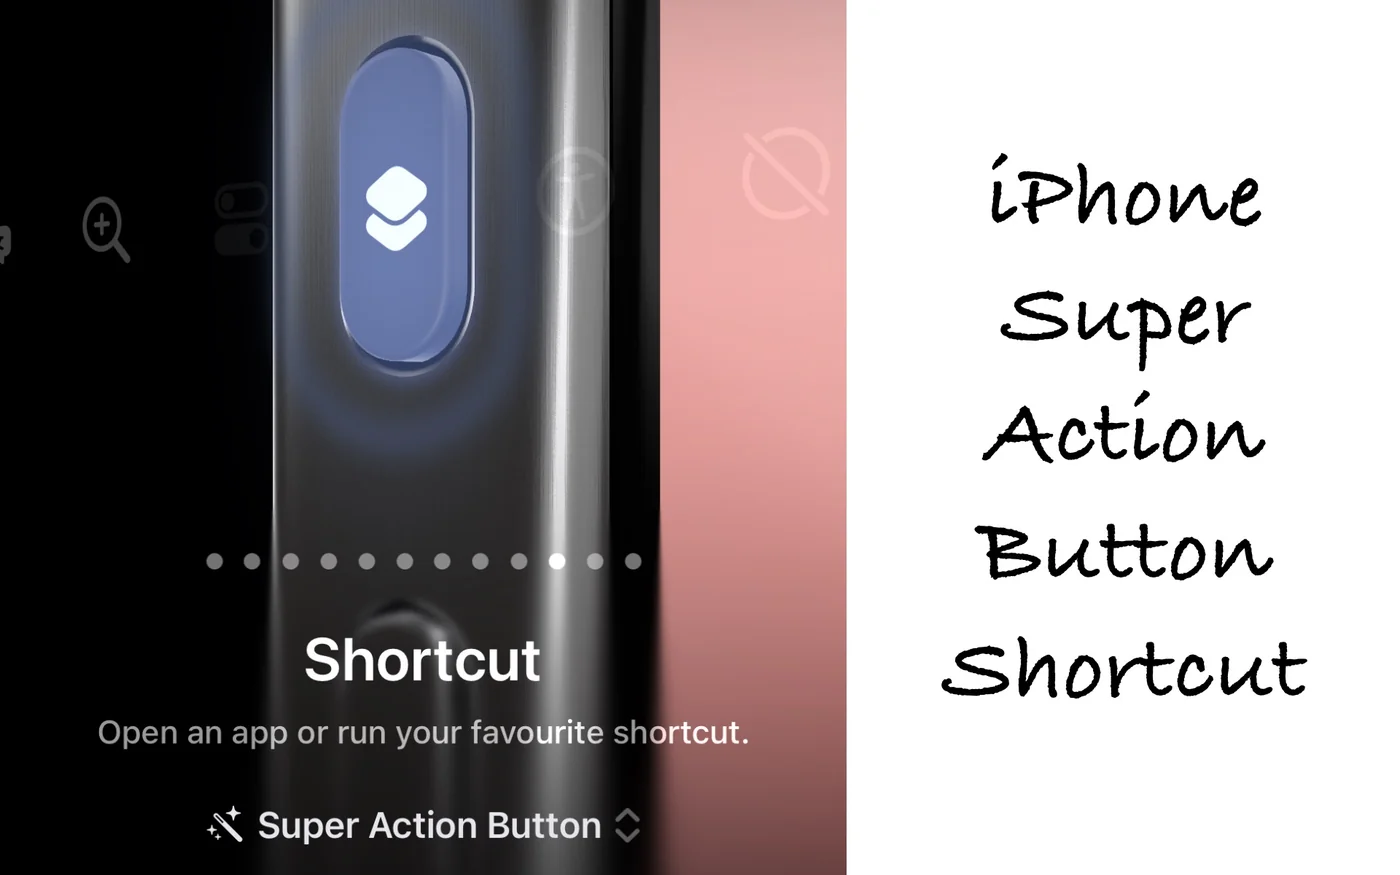 Shortcut
Open an app or run your favourite shortcut.
Super Action Button
iPhone
Super
Action
Button
Shortcut